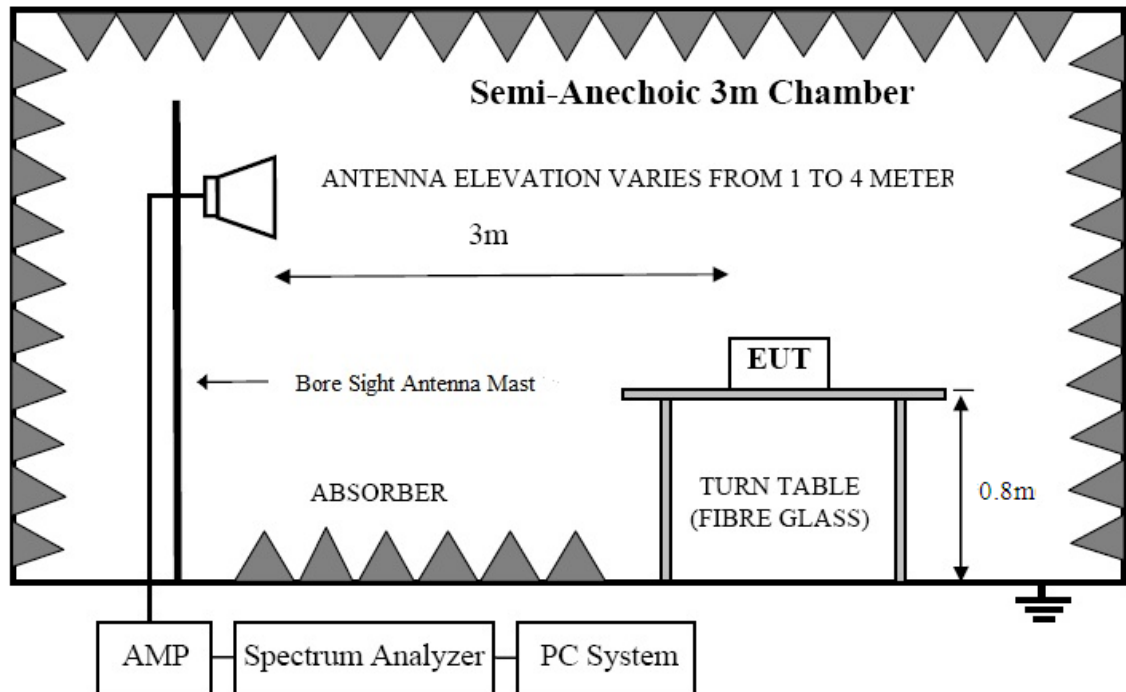 Semi-Anechoic 3m Chamber
ANTENNA ELEVATION VARIES FROM 1 TO 4 METER
3m
EUT
Bore Sight Antenna Mast
ABSORBER
TURN TABLE
(FIBRE GLASS)
0.8m
AMP
Spectrum Analyzer
PC System